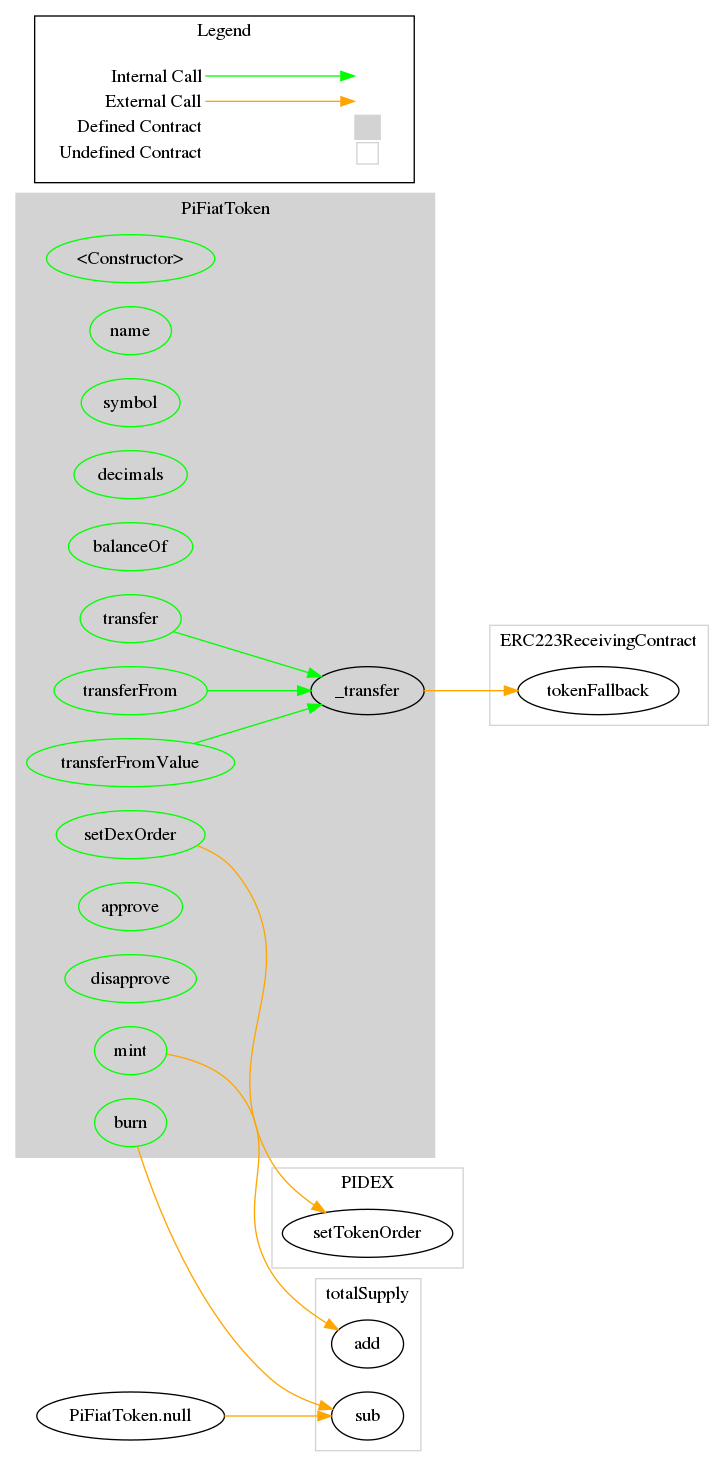 Legend
Internal Call
External Call
Defined Contract
Undefined Contract
PiFiatToken
<Constructor>
name
symbol
decimals
balanceOf
transfer
transferFrom
_transfer
transferFromValue
setDexOrder
approve
disapprove
mint
burn
ERC223ReceivingContract
tokenFallback
PIDEX
setTokenOrder
totalSupply
add
sub
PiFiatToken.null